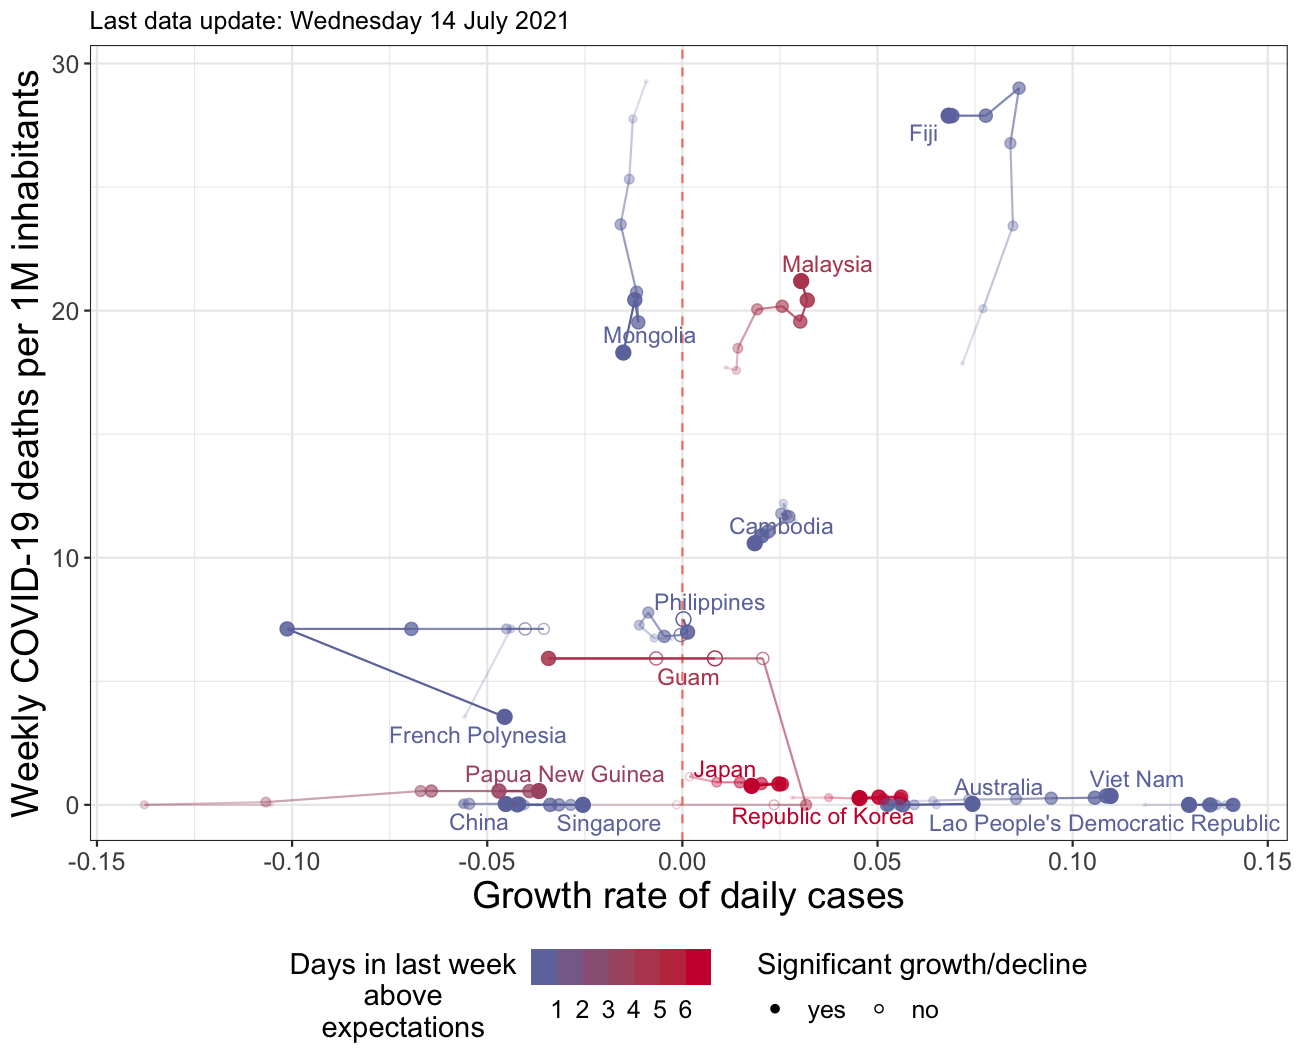 Last data update: Wednesday 14 July 2021
Weekly COVID-19 deaths per 1M inhabitants
30
20
10
0
Fiji
Malaysia
Mongolia
Cambodia
Philippines
Guam
French Polynesia
Papua New Guinea
Japan
Australia
Viet Nam
China
Singapore
Republic of Korea
Lao People's Democratic Republic
-0.15 -0.10 -0.05 0.00 0.05 0.10 0.15
Growth rate of daily cases
Days in last week
above
expectations
1 2 3 4 5 6
Significant growth/decline
yes no